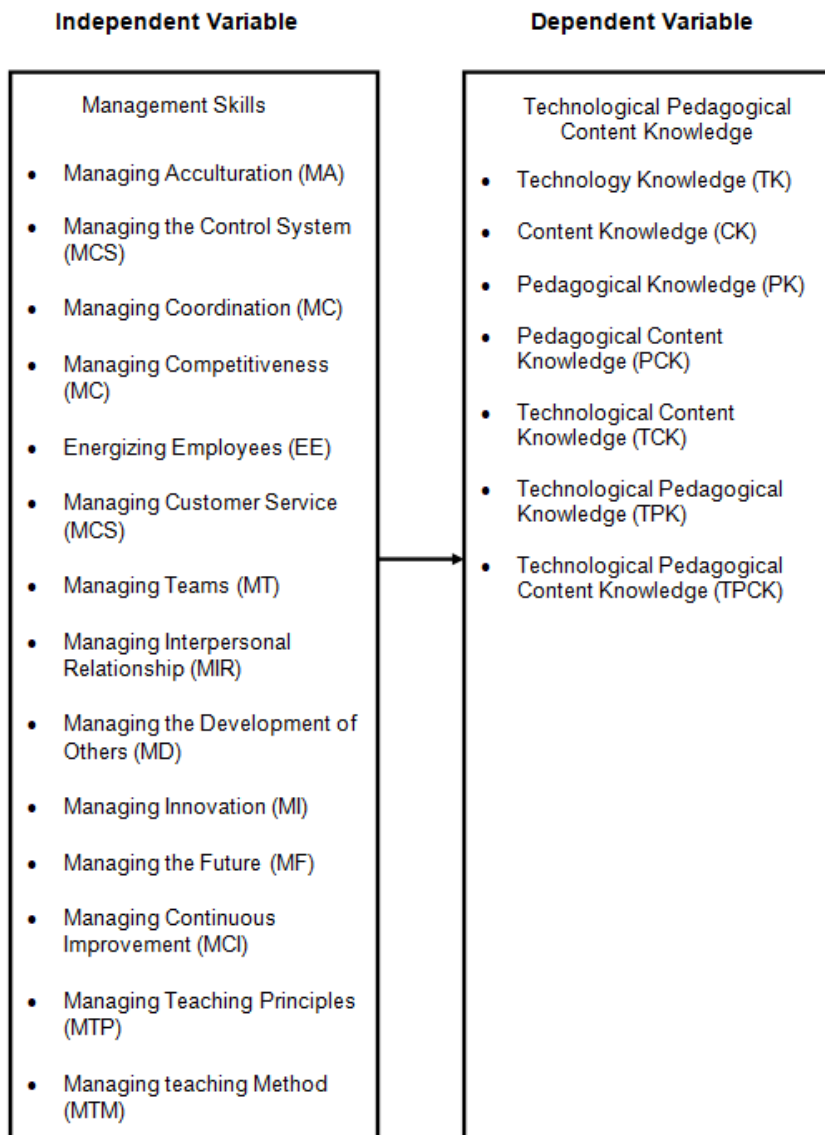 Independent Variable
Management Skills
• Managing Acculturation (MA)
• Managing the Control System
(MCS)
• Managing Coordination (MC)
• Managing Competitiveness
(MC)
• Energizing Employees (EE)
• Managing Customer Service
(MCS)
• Managing Teams (MT)
• Managing Interpersonal
Relationship (MIR)
• Managing the Development of
Others (MD)
• Managing Innovation (MI)
• Managing the Future (MF)
• Managing Continuous
Improvement (MCI)
• Managing Teaching Principles
(MTP)
• Managing teaching Method
(MTM)
Dependent Variable
Technological Pedagogical
Content Knowledge
• Technology Knowledge (TK)
• Content Knowledge (CK)
• Pedagogical Knowledge (PK)
• Pedagogical Content
Knowledge (PCK)
• Technological Content
Knowledge (TCK)
• Technological Pedagogical
Knowledge (TPK)
• Technological Pedagogical
Content Knowledge (TPCK)